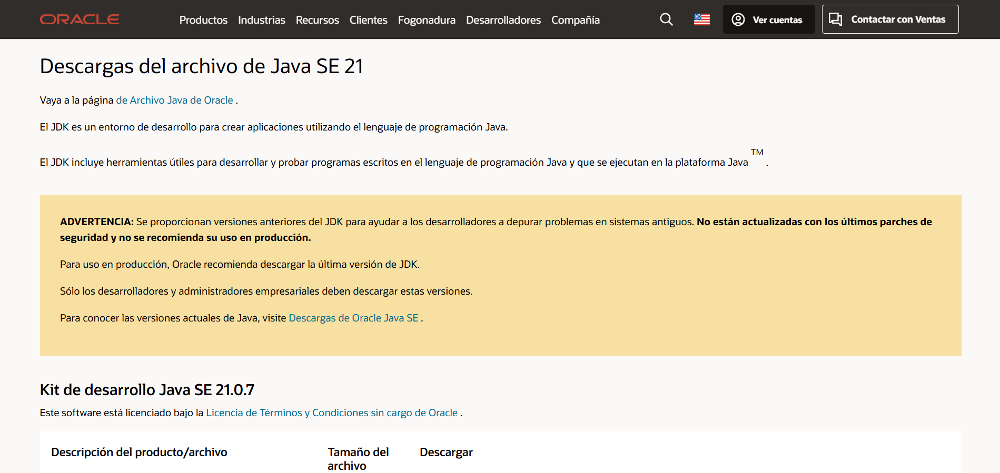 ORACLE Productos Industrias Recursos Clientes Fogonadura Desarrolladores Compañía Ver cuentas Contactar con Ventas
Descargas del archivo de Java SE 21
Vaya a la página de Archivo Java de Oracle .
El JDK es un entorno de desarrollo para crear aplicaciones utilizando el lenguaje de programación Java.
El JDK incluye herramientas útiles para desarrollar y probar programas escritos en el lenguaje de programación Java y que se ejecutan en la plataforma Java TM .
ADVERTENCIA: Se proporcionan versiones anteriores del JDK para ayudar a los desarrolladores a depurar problemas en sistemas antiguos. No están actualizadas con los últimos parches de
seguridad y no se recomienda su uso en producción.
Para uso en producción, Oracle recomienda descargar la última versión de JDK.
Sólo los desarrolladores y administradores empresariales deben descargar estas versiones.
Para conocer las versiones actuales de Java, visite Descargas de Oracle Java SE .
Kit de desarrollo Java SE 21.0.7
Este software está licenciado bajo la Licencia de Términos y Condiciones sin cargo de Oracle .
Descripción del producto/archivo Tamaño del Descargar
archivo